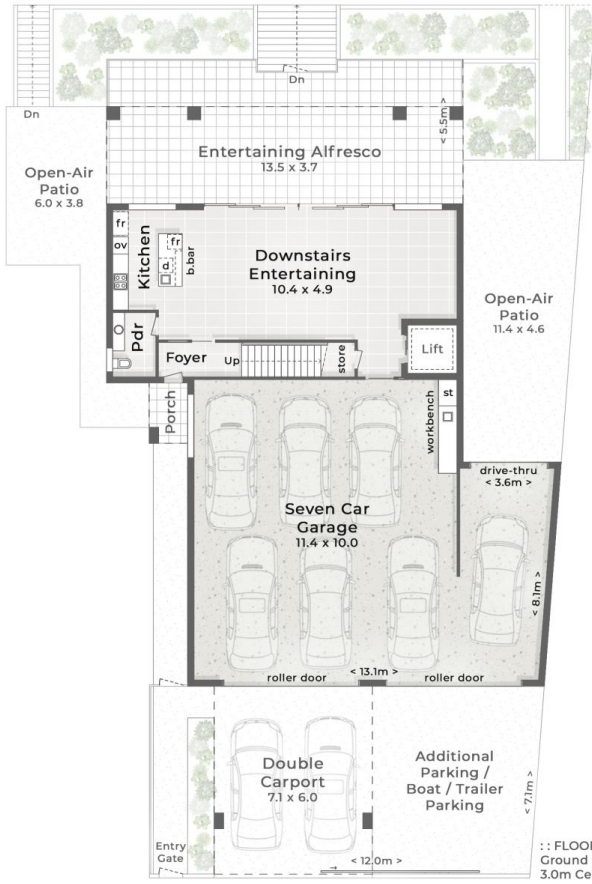 Dn
Dn
Entertaining Alfresco
13.5 x 3.7
< 5.5m >
Open-Air
Patio
6.0 x 3.8
fr
ov
Kitchen
fr
d
b.bar
Downstairs
Entertaining
10.4 x 4.9
Open-Air
Patio
11.4 x 4.6
Pdr
Foyer
Up
store
Lift
Porch
st
workbench
drive-thru
< 3.6m >
Seven Car
Garage
11.4 x 10.0
< 8.1m >
< 13.1m >
roller door
roller door
Double
Carport
7.1 x 6.0
Additional
Parking /
Boat / Trailer
Parking
< 7.1m >
Entry
Gate
< 12.0m >
: : FLOOR
Ground
3.0m Ce